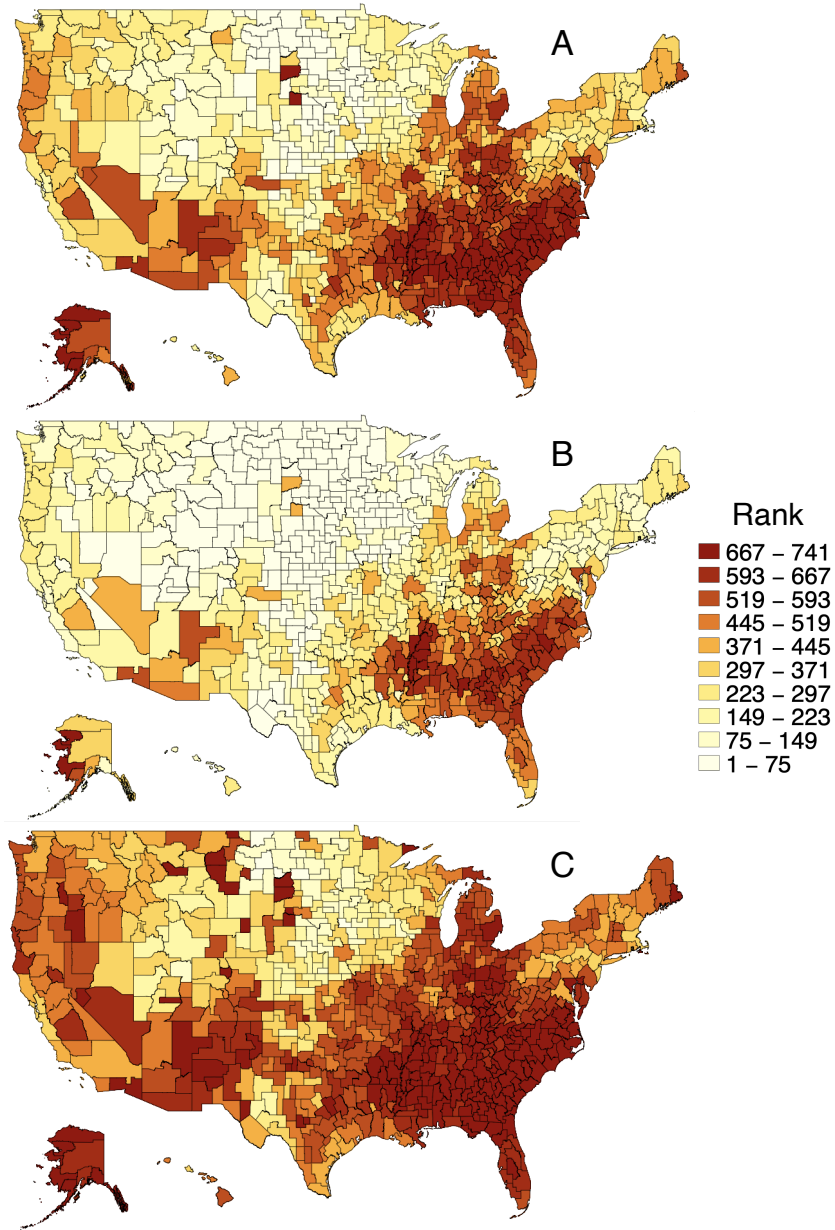 A
B
Rank
667 – 741
593 – 667
519 – 593
445 – 519
371 – 445
297 – 371
223 – 297
149 – 223
75 – 149
1 – 75
C